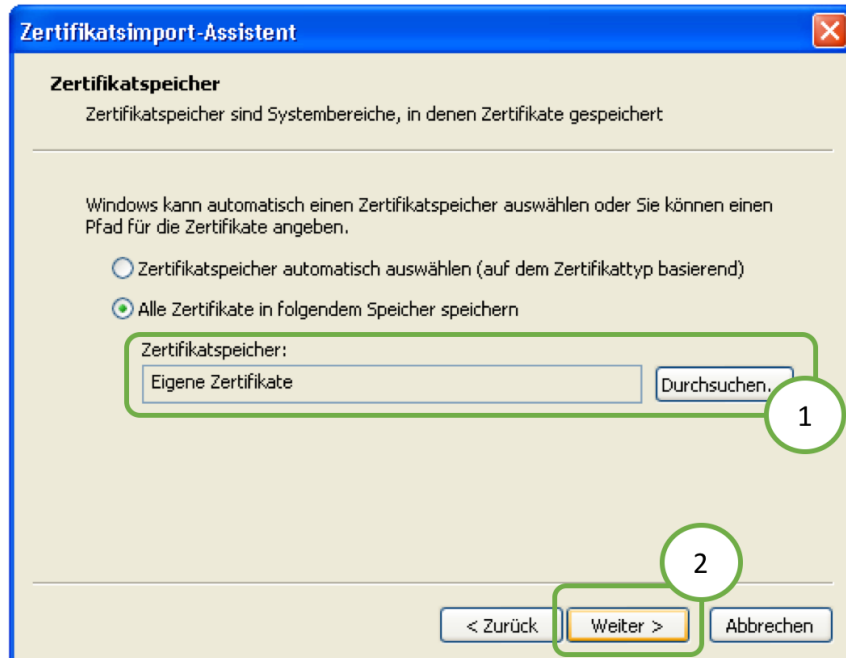 Zertifikatsimport-Assistent
Zertifikatspeicher
Zertifikatspeicher sind Systembereiche, in denen Zertifikate gespeichert
Windows kann automatisch einen Zertifikatspeicher auswählen oder Sie können einen
Pfad für die Zertifikate angeben.
Zertifikatspeicher automatisch auswählen (auf dem Zertifikattyp basierend)
Alle Zertifikate in folgendem Speicher speichern
Zertifikatspeicher:
Eigene Zertifikate
Durchsuchen...
1
2
< Zurück
Weiter >
Abbrechen